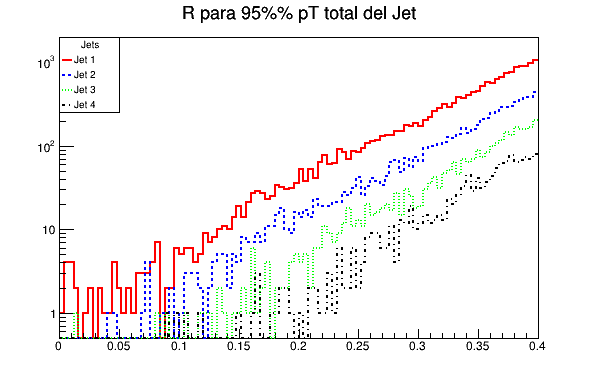 R para 95%% pT total del Jet
Jets
Jet 1
Jet 2
Jet 3
Jet 4
10³
10²
10
1
0 0.05 0.1 0.15 0.2 0.25 0.3 0.35 0.4